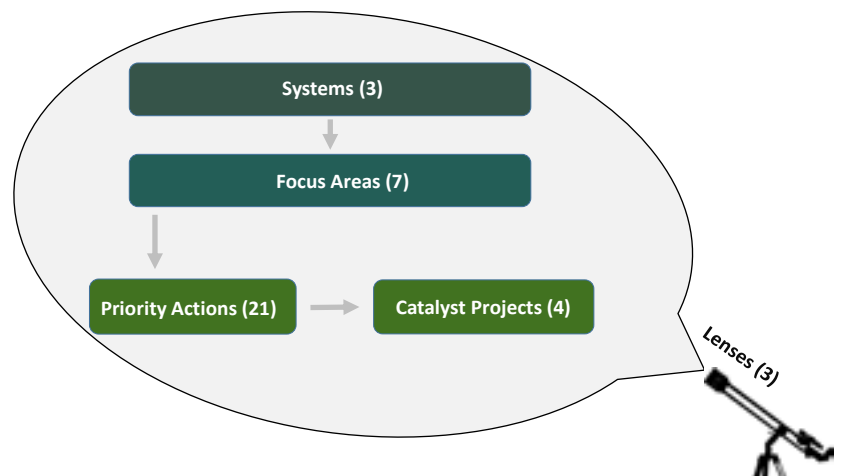 Systems (3)
Focus Areas (7)
Priority Actions (21)
Catalyst Projects (4)
Lenses (3)